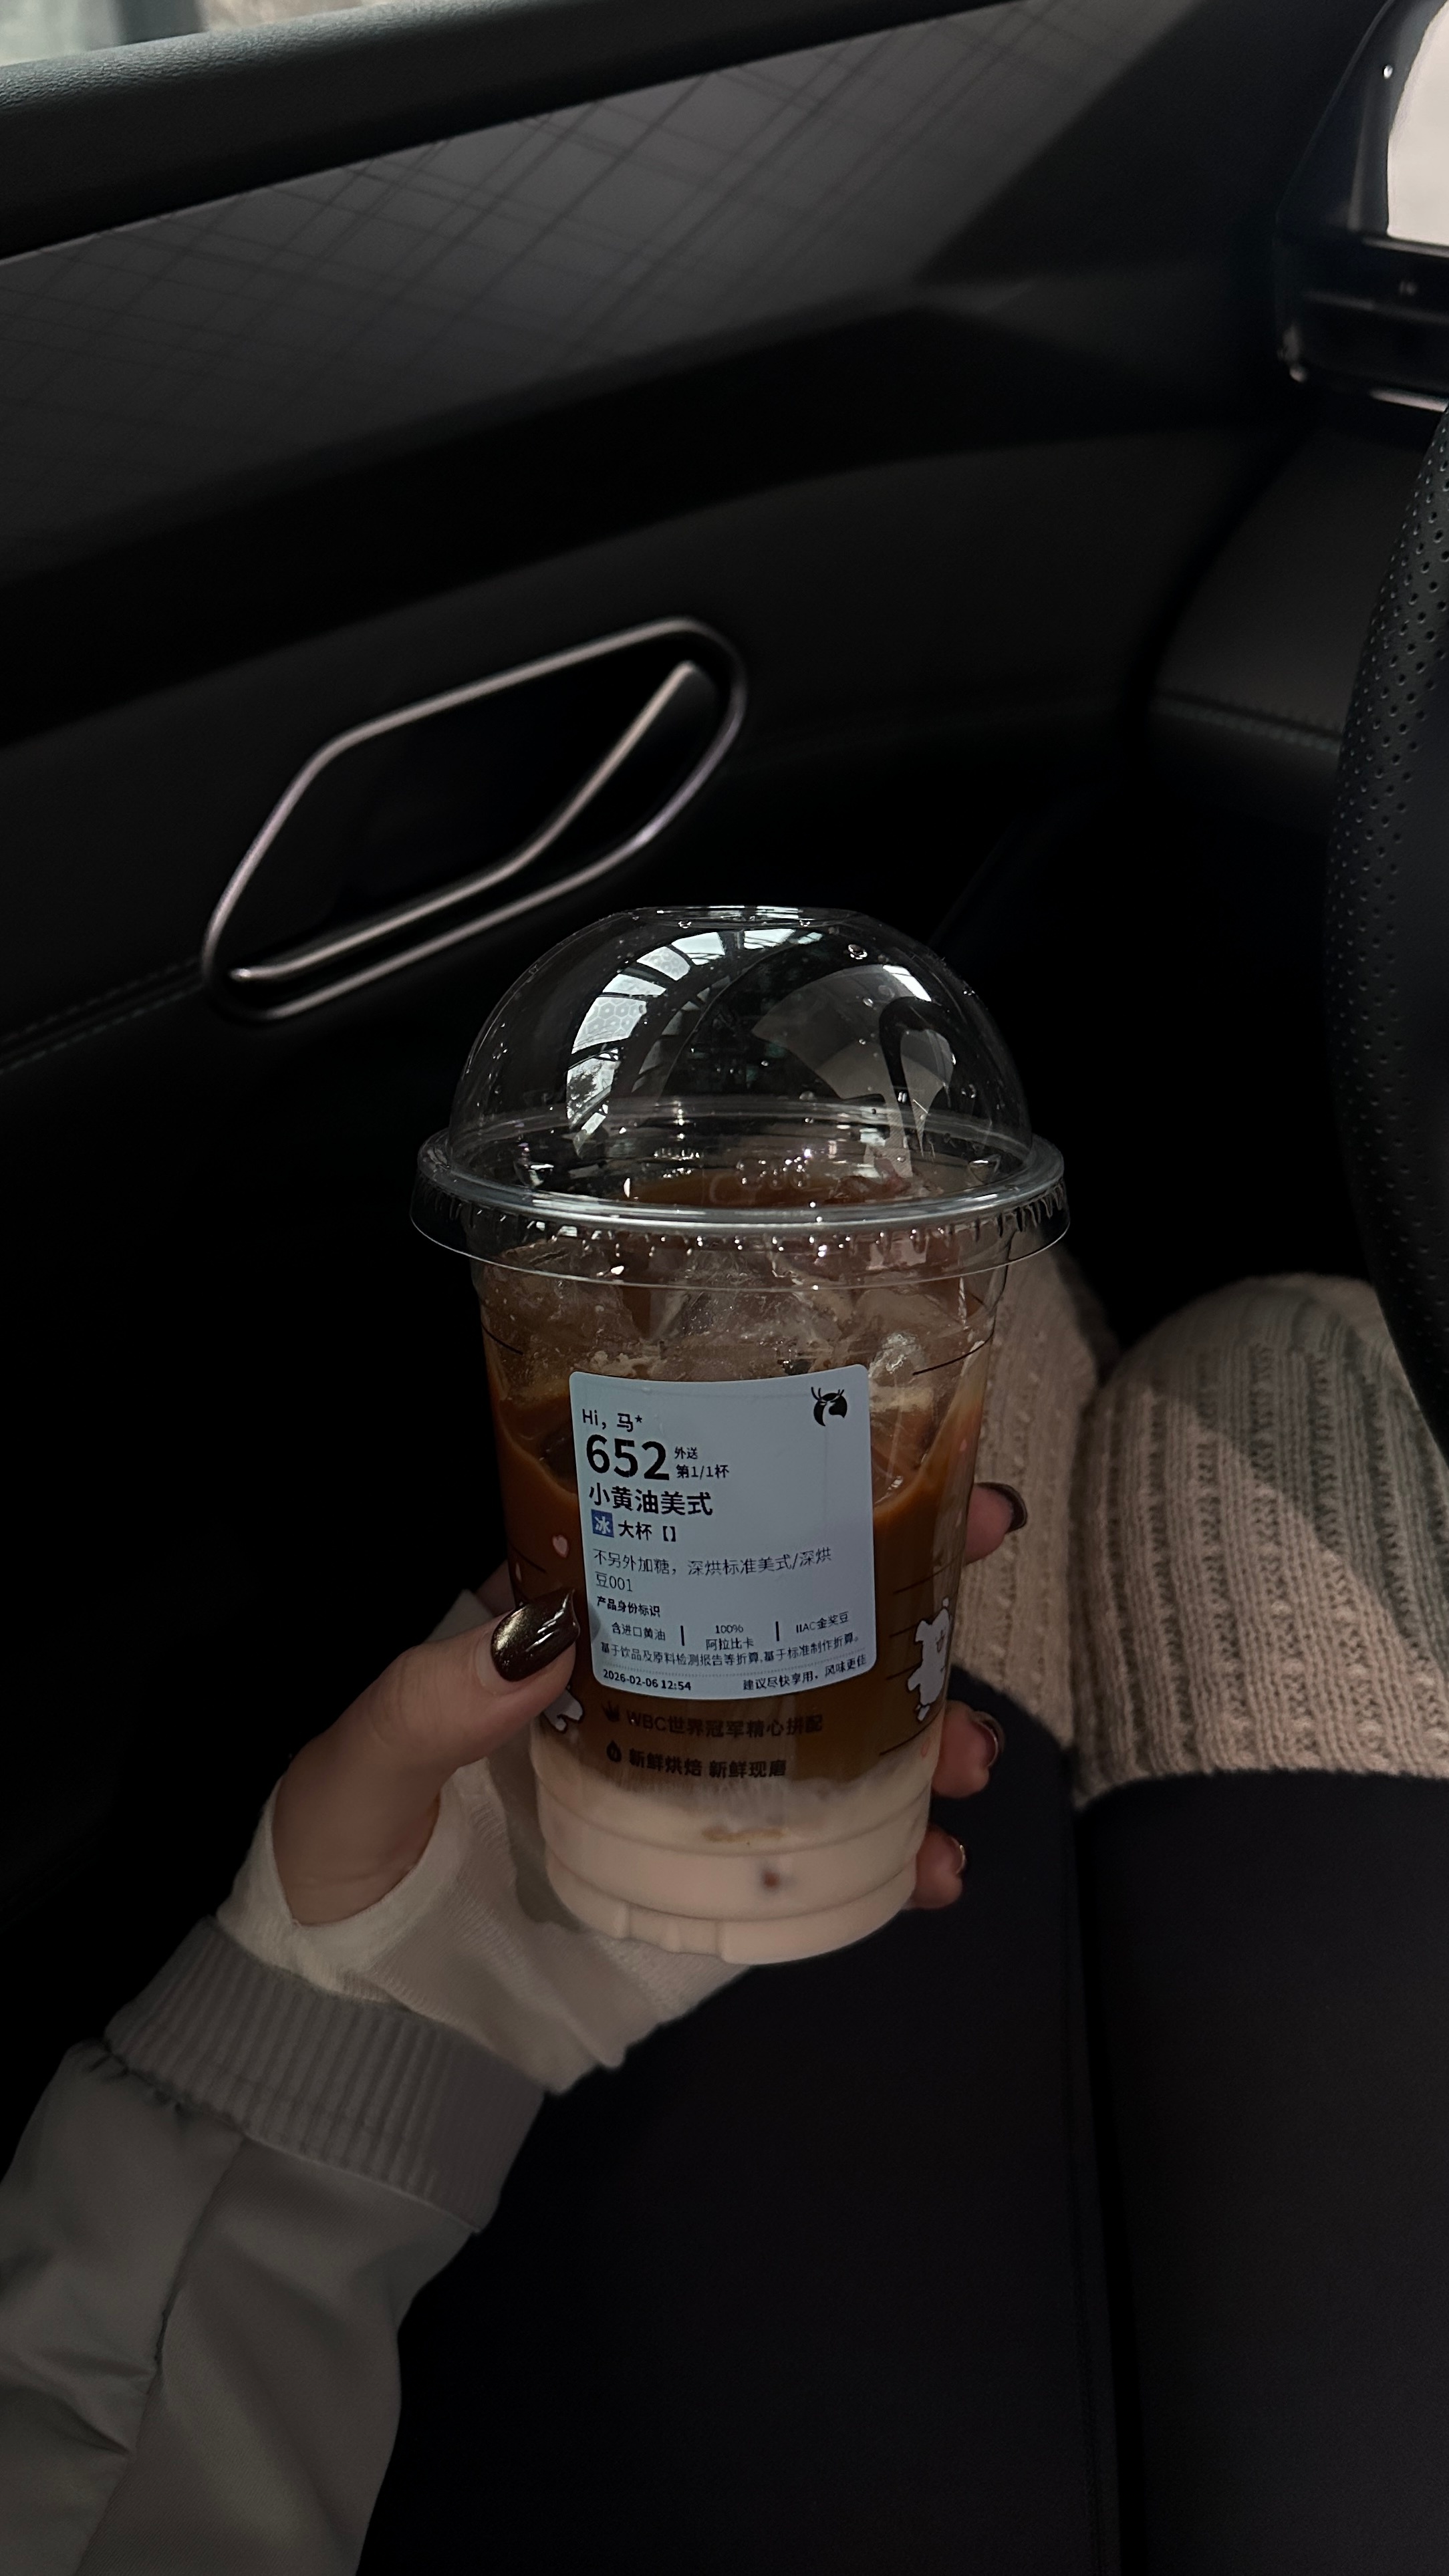 Hi, 马*
652 外送
第1/1杯
小黄油美式
冰 大杯【】
不另外加糖，深烘标准美式/深烘
豆001
产品身份标识
含进口黄油 | 100% 阿拉比卡 | IIAC金奖豆
基于饮品及原料检测报告等折算,基于标准制作折算。
2026-02-06 12:54 建议尽快享用，风味更佳
WBC世界冠军精心拼配
新鲜烘焙 新鲜现磨